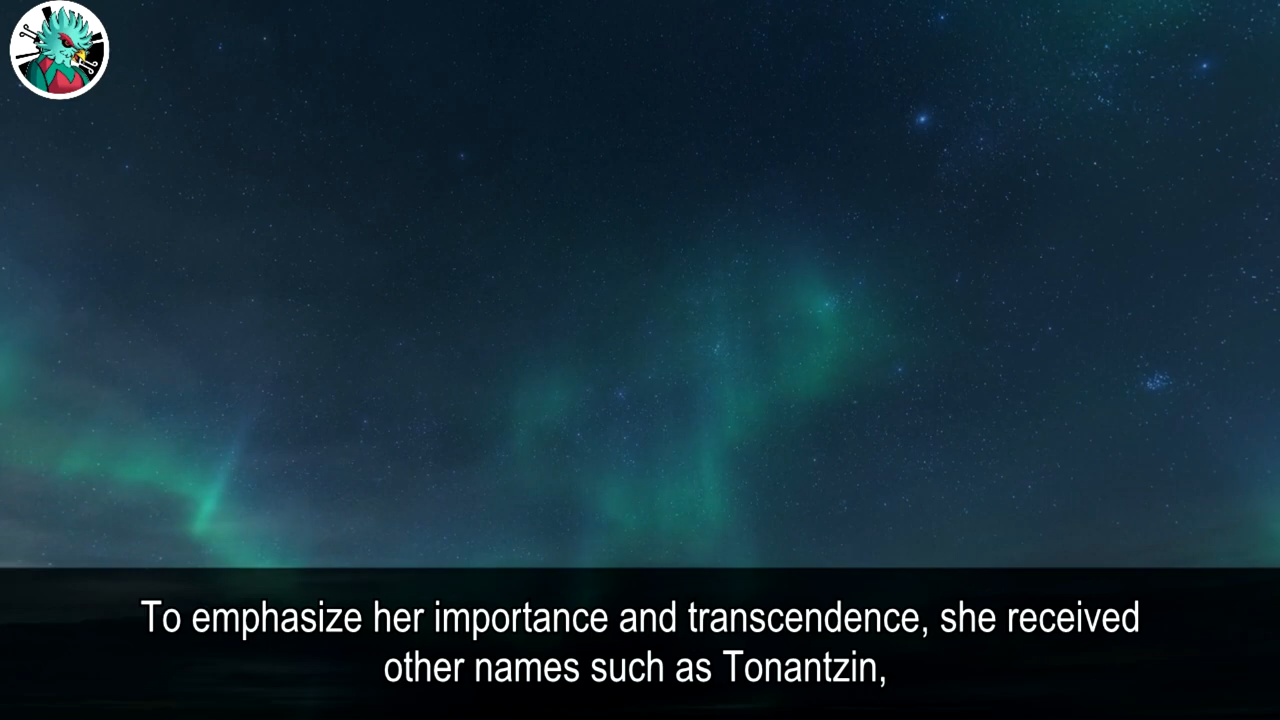 To emphasize her importance and transcendence, she received
other names such as Tonantzin,